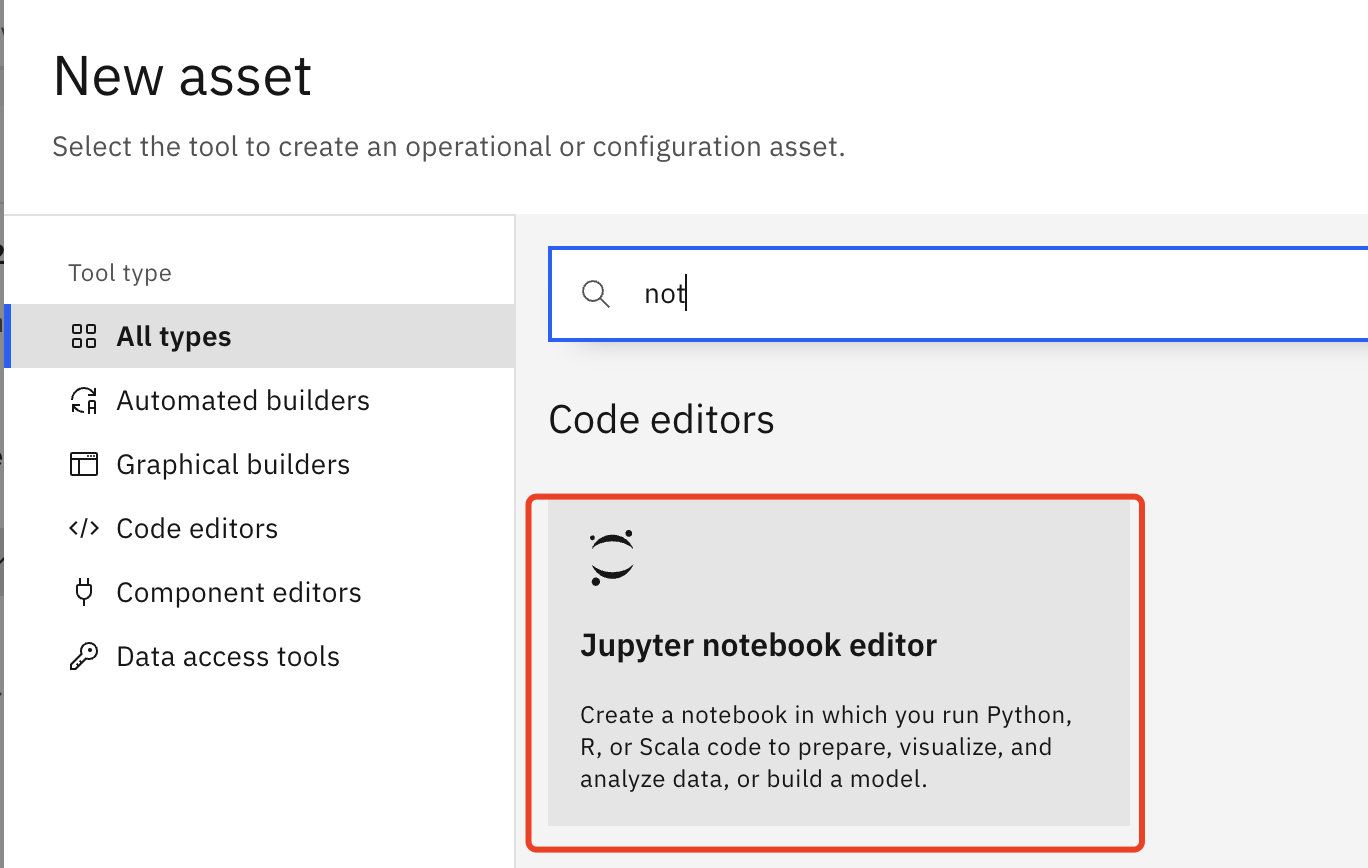 New asset
Select the tool to create an operational or configuration asset.
Tool type
All types
Automated builders
Graphical builders
Code editors
Component editors
Data access tools
not
Code editors
Jupyter notebook editor
Create a notebook in which you run Python,
R, or Scala code to prepare, visualize, and
analyze data, or build a model.